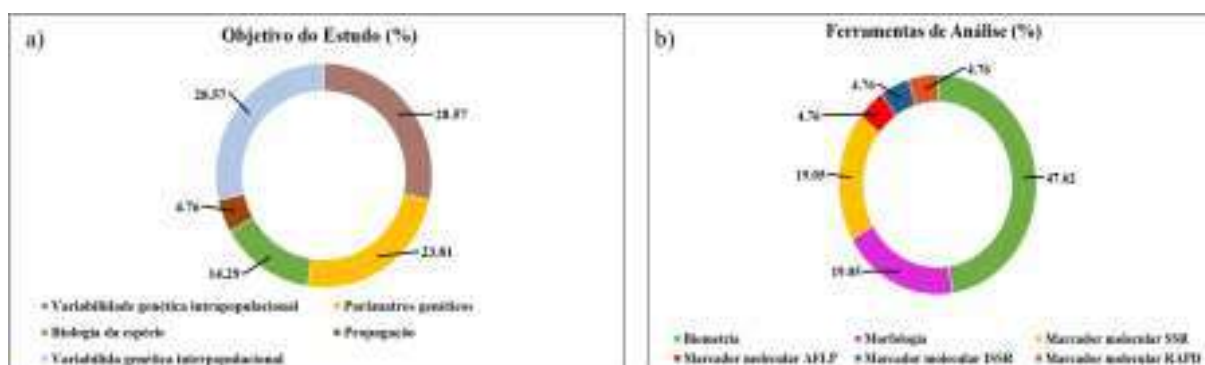 a)
Objetivo do Estudo (%)
28.57
28.57
4.76
14.29
23.81
Variabilidade genética intrapopulacional
Parâmetros genéticos
Biologia da espécie
Propagação
Variabilida genética interpopulacional
b)
Ferramentas de Análise (%)
4.76
4.76
4.76
19.05
47.62
19.05
Biometria
Morfologia
Marcador molecular SSR
Marcador molecular AFLP
Marcador molecular ISSR
Marcador molecular RAPD